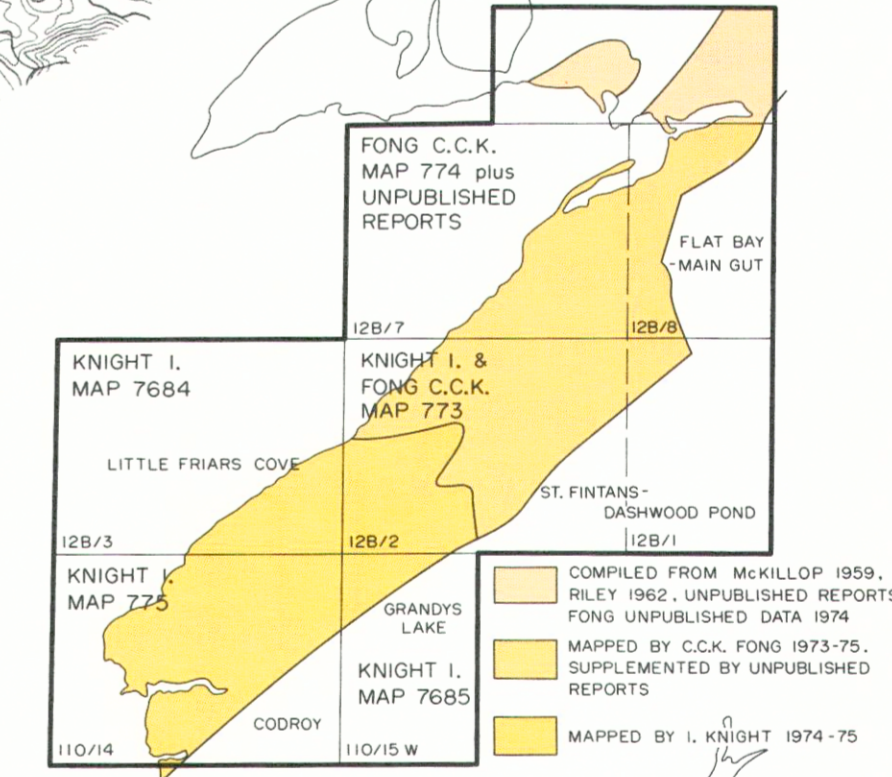 FONG C.C.K.
MAP 774 plus
UNPUBLISHED
REPORTS
FLAT BAY
-MAIN GUT
12B/7
12B/8
KNIGHT I.
MAP 7684
KNIGHT I. &
FONG C.C.K.
MAP 773
LITTLE FRIARS COVE
ST. FINTANS-
DASHWOOD POND
12B/3
12B/2
12B/1
KNIGHT I.
MAP 775
GRANDYS
LAKE
KNIGHT I.
MAP 7685
CODROY
110/14
110/15 W
COMPILED FROM McKILLOP 1959,
RILEY 1962, UNPUBLISHED REPORTS
FONG UNPUBLISHED DATA 1974
MAPPED BY C.C.K. FONG 1973-75.
SUPPLEMENTED BY UNPUBLISHED
REPORTS
MAPPED BY I. KNIGHT 1974-75